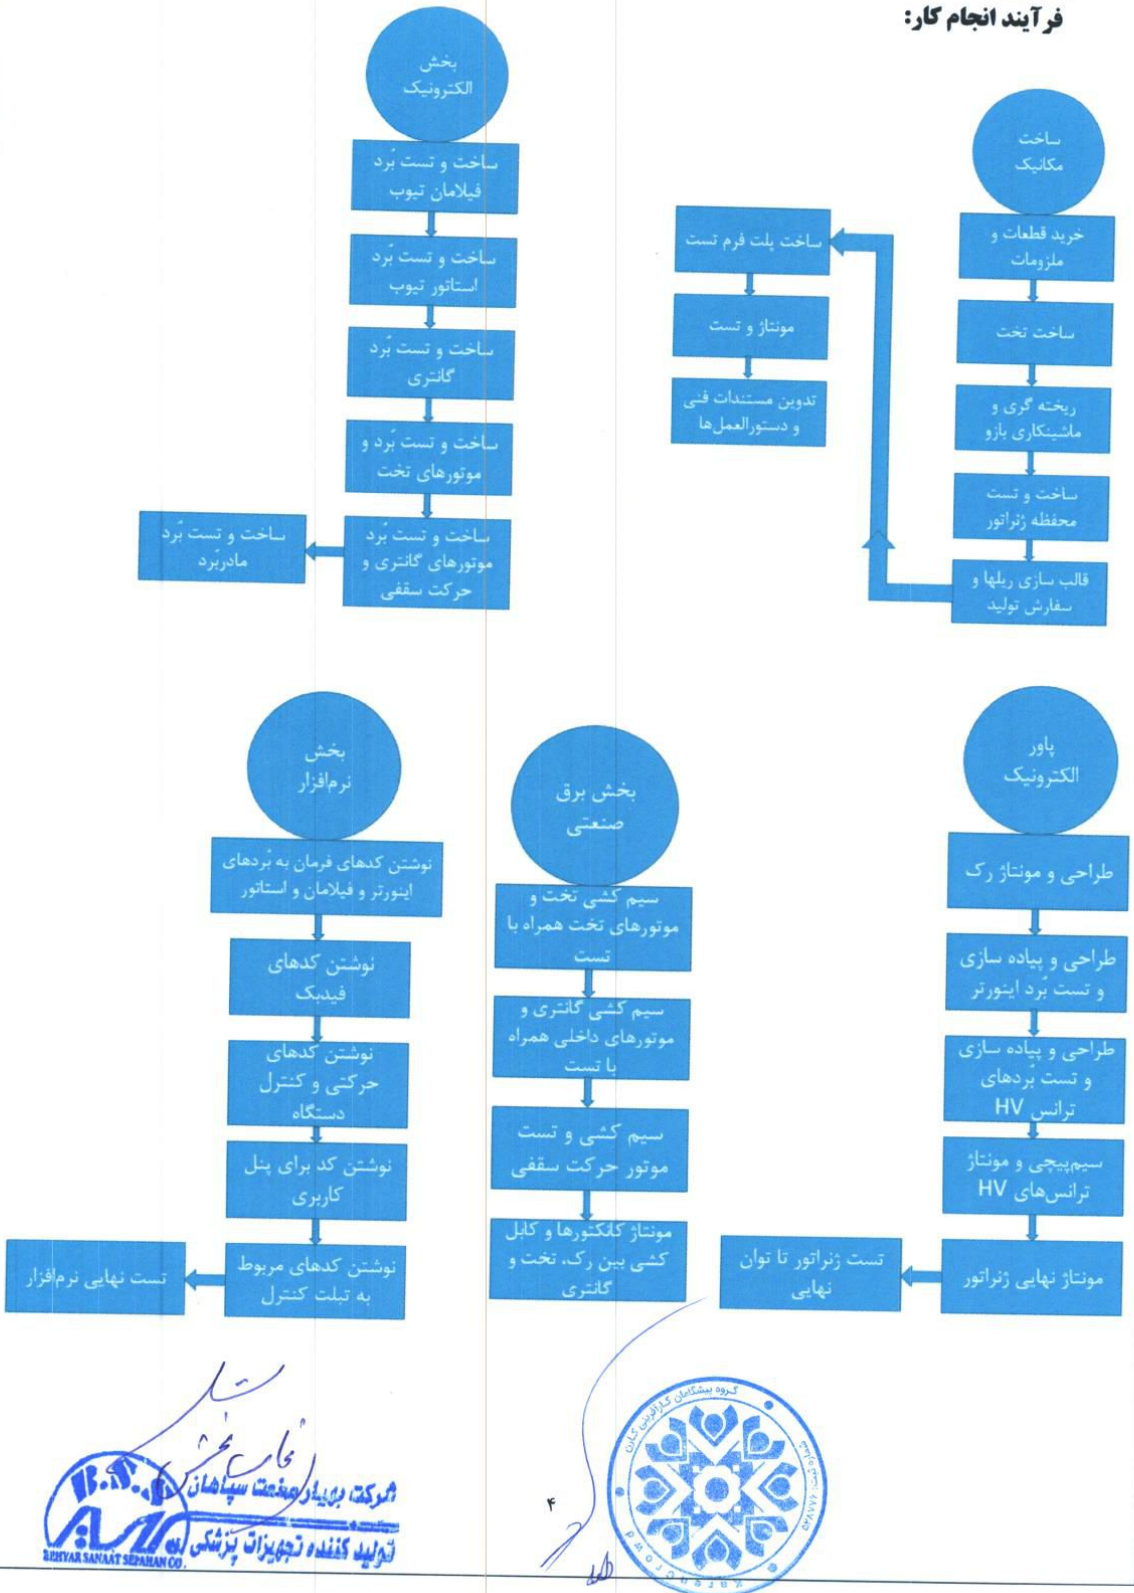 فرآیند انجام کار:
ساخت
مکانیک
خرید قطعات و
ملزومات
ساخت تخت
ریخته گری و
ماشینکاری بازو
ساخت و تست
محفظه ژنراتور
قالب سازی ریلها و
سفارش تولید
ساخت پلت فرم تست
مونتاژ و تست
تدوین مستندات فنی
و دستورالعمل‌ها
بخش
الکترونیک
ساخت و تست بُرد
فیلامان تیوب
ساخت و تست بُرد
استاتور تیوب
ساخت و تست بُرد
گانتری
ساخت و تست بُرد و
موتورهای تخت
ساخت و تست بُرد
موتورهای گانتری و
حرکت سقفی
ساخت و تست بُرد
مادربُرد
پاور
الکترونیک
طراحی و مونتاژ رک
طراحی و پیاده سازی
و تست بُرد اینورتر
طراحی و پیاده سازی
و تست بُردهای
ترانس HV
سیم‌پیچی و مونتاژ
ترانس‌های HV
مونتاژ نهایی ژنراتور
تست ژنراتور تا توان
نهایی
بخش برق
صنعتی
سیم کشی تخت و
موتورهای تخت همراه با
تست
سیم کشی گانتری و
موتورهای داخلی همراه
با تست
سیم کشی و تست
موتور حرکت سقفی
مونتاژ کانکتورها و کابل
کشی بین رک، تخت و
گانتری
بخش
نرم‌افزار
نوشتن کدهای فرمان به بُردهای
اینورتر و فیلامان و استاتور
نوشتن کدهای
فیدبک
نوشتن کدهای
حرکتی و کنترل
دستگاه
نوشتن کد برای پنل
کاربری
نوشتن کدهای مربوط
به تبلت کنترل
تست نهایی نرم‌افزار
گروه پیشگامان کارآفرینی کارن
Karen Crowd
۴
B.S.S
شرکت بهیار صنعت سپاهان
تولید کننده تجهیزات پزشکی
BEHYAR SANAAT SEPAHAN CO.